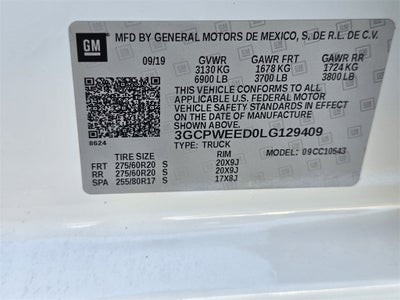 GM
MFD BY GENERAL MOTORS DE MEXICO, S. DE R.L. DE C.V.
09/19 GVWR GAWR FRT GAWR RR
3130 KG 1678 KG 1724 KG
6900 LB 3700 LB 3800 LB
THIS VEHICLE CONFORMS TO ALL
APPLICABLE U.S. FEDERAL MOTOR
VEHICLE SAFETY STANDARDS IN EFFECT ON
THE DATE OF MANUFACTURE SHOWN ABOVE.
3GCPWEED0LG129409
8624 TYPE: TRUCK
MODEL: 09CC10543
TIRE SIZE RIM
FRT 275/60R20 S 20X9J
RR 275/60R20 S 20X9J
SPA 255/80R17 S 17X8J